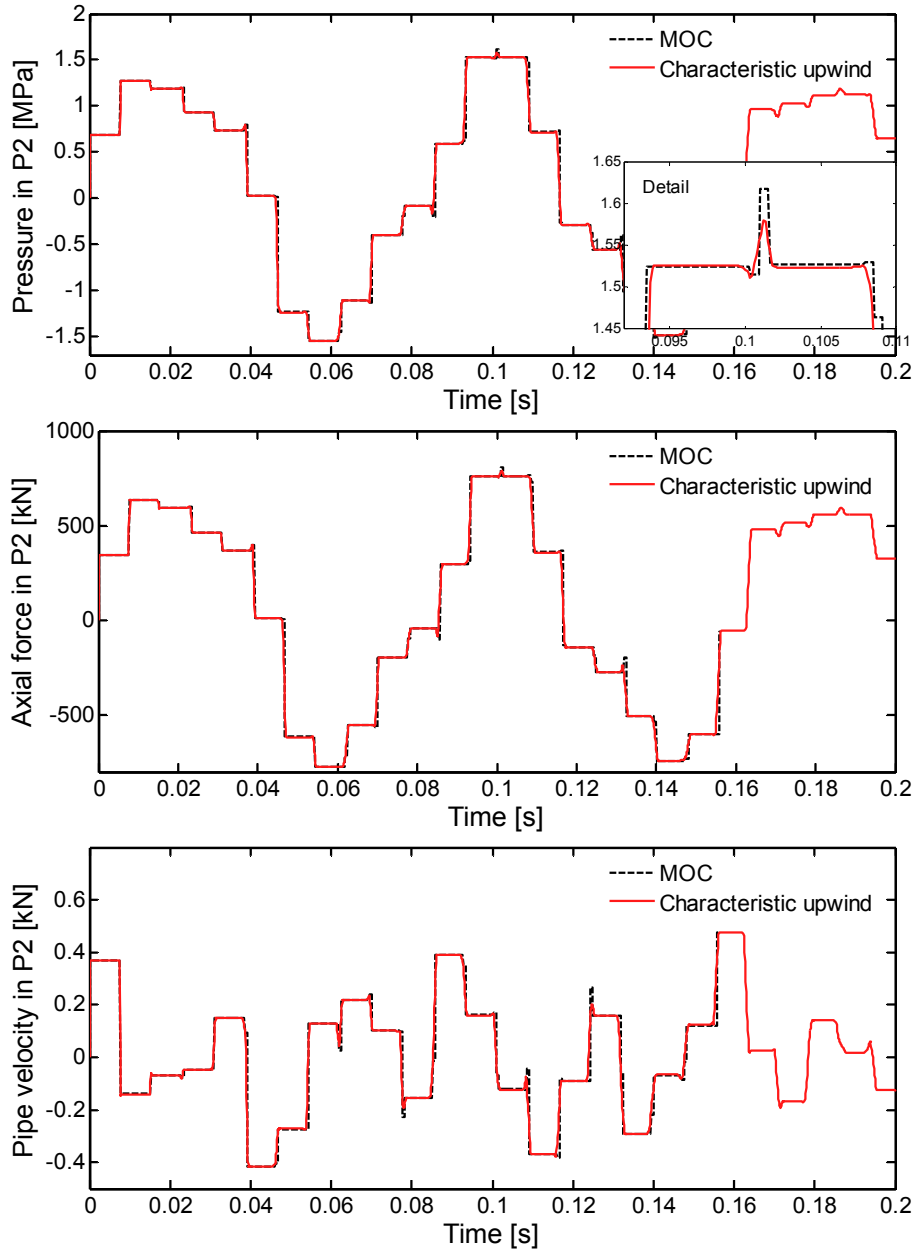 Pressure in P2 [MPa]
2
1.5
1
0.5
0
-0.5
-1
-1.5
MOC
Characteristic upwind
Detail
1.65
1.6
1.55
1.5
1.45
0.095 0.1 0.105 0.11
0 0.02 0.04 0.06 0.08 0.1 0.12 0.14 0.16 0.18 0.2
Time [s]
Axial force in P2 [kN]
1000
500
0
-500
MOC
Characteristic upwind
0 0.02 0.04 0.06 0.08 0.1 0.12 0.14 0.16 0.18 0.2
Time [s]
Pipe velocity in P2 [kN]
0.6
0.4
0.2
0
-0.2
-0.4
MOC
Characteristic upwind
0 0.02 0.04 0.06 0.08 0.1 0.12 0.14 0.16 0.18 0.2
Time [s]